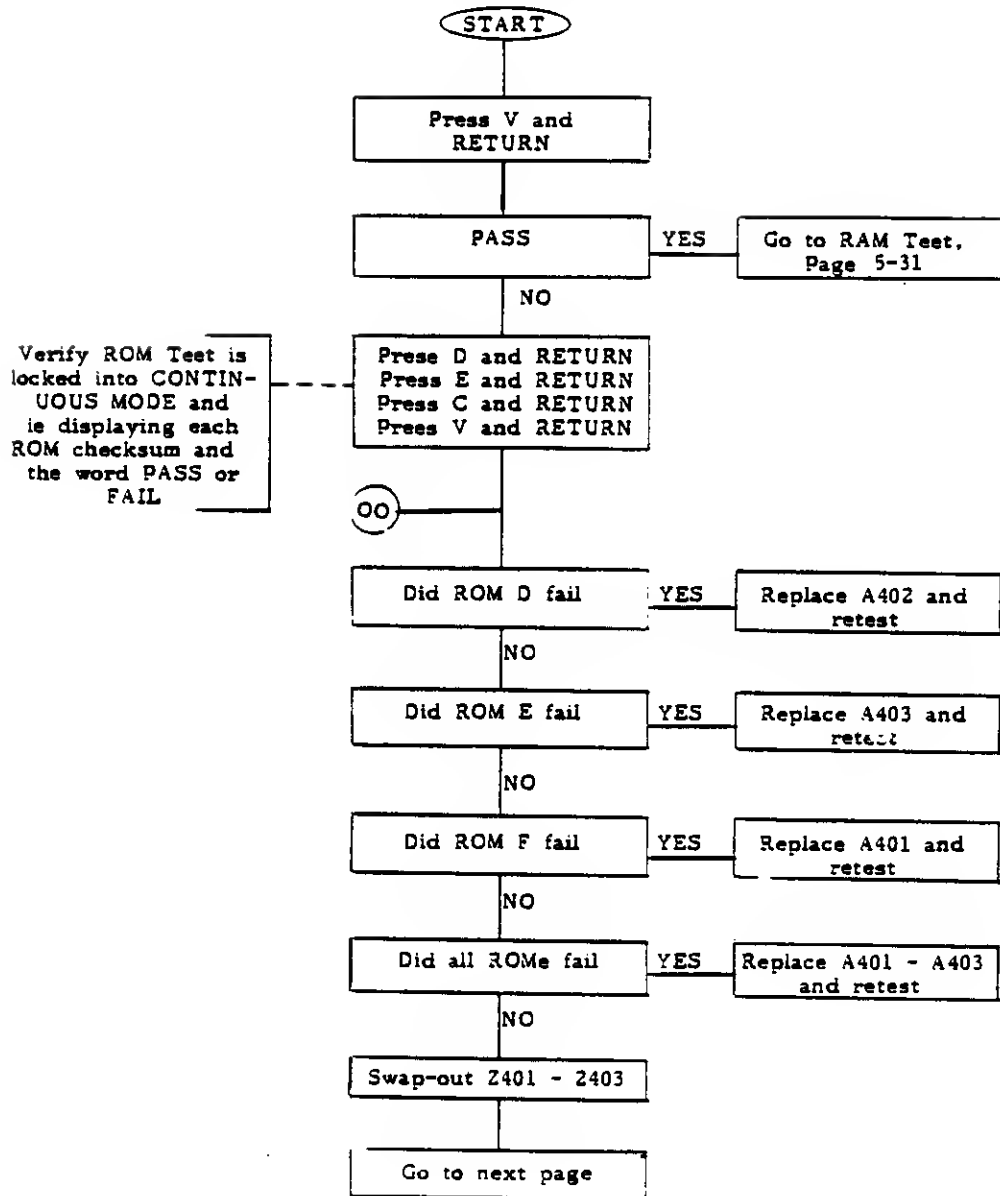 START
Press V and
RETURN
PASS
YES
Go to RAM Teet.
Page 5-31
NO
Verify ROM Teet is
locked into CONTIN-
UOUS MODE and
ie displaying each
ROM checksum and
the word PASS or
FAIL
Prese D and RETURN
Press E and RETURN
Press C and RETURN
Prees V and RETURN
OO
Did ROM D fail
YES
Replace A402 and
retest
NO
Did ROM E fail
YES
Replace A403 and
retest
NO
Did ROM F fail
YES
Replace A401 and
retest
NO
Did all ROMe fail
YES
Replace A401 - A403
and retest
NO
Swap-out Z401 - Z403
Go to next page